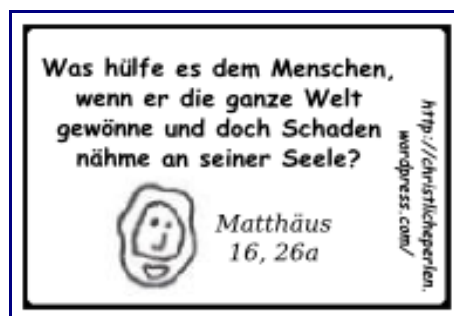 Was hülfe es dem Menschen,
wenn er die ganze Welt
gewönne und doch Schaden
nähme an seiner Seele?
Matthäus
16, 26a
http://christlicheperlen.
wordpress.com/